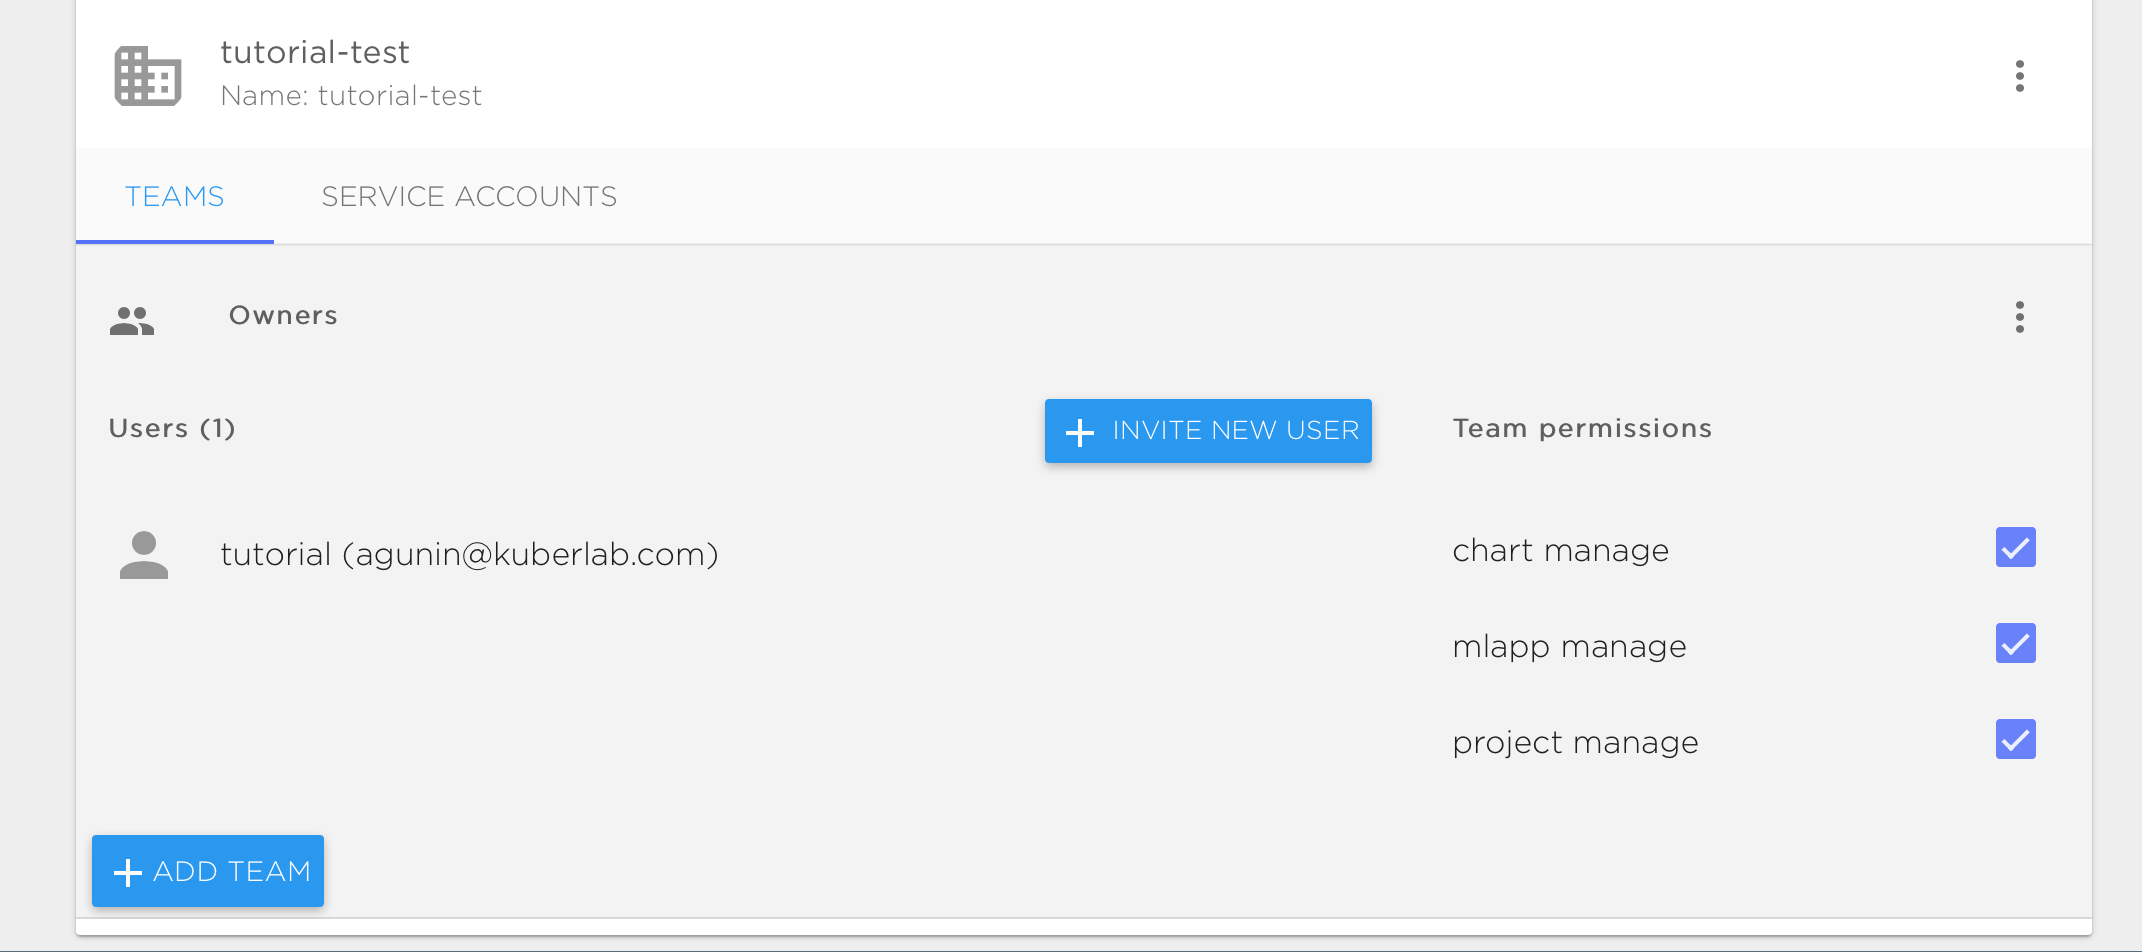 tutorial-test
Name: tutorial-test
TEAMS
SERVICE ACCOUNTS
Owners
Users (1)
INVITE NEW USER
Team permissions
tutorial (agunin@kuberlab.com)
chart manage
mlapp manage
project manage
ADD TEAM